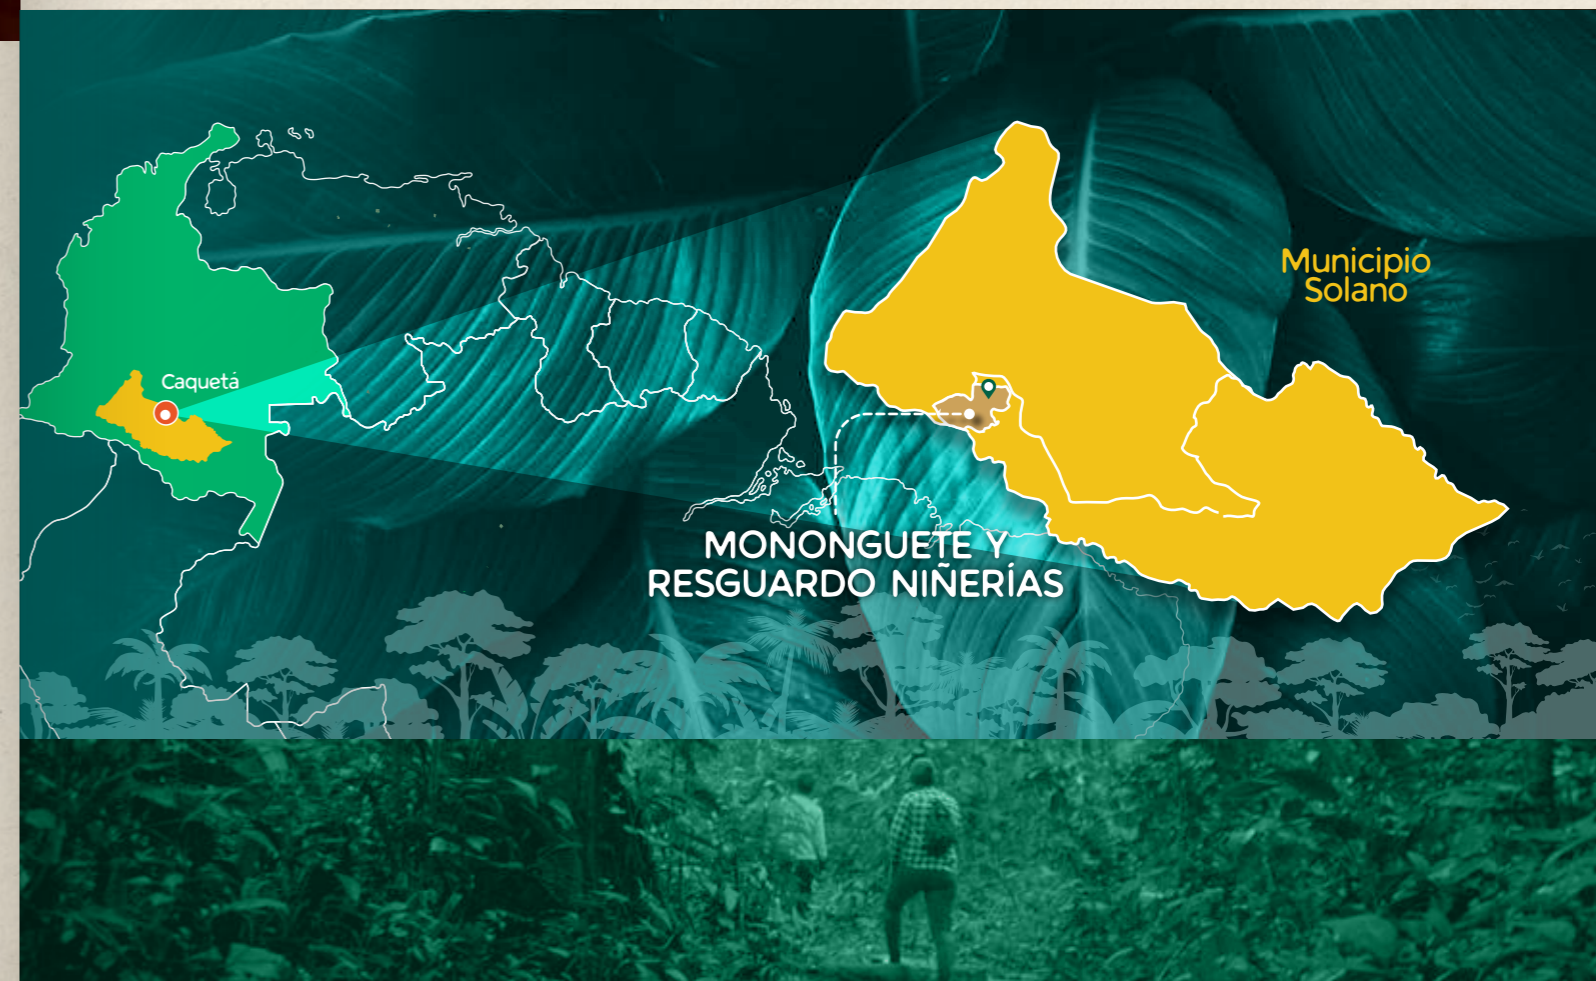 Caquetá
Municipio
Solano
MONONGUETE Y
RESGUARDO NIÑERÍAS